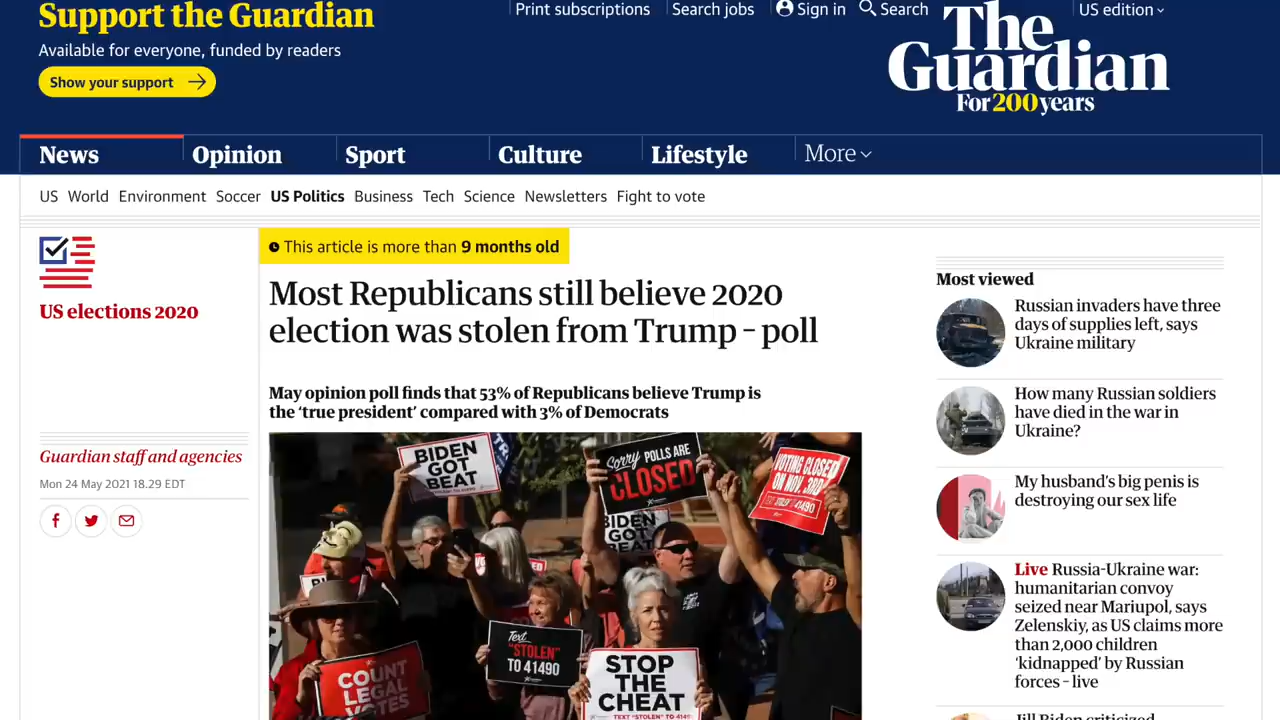 Support the Guardian
Available for everyone, funded by readers
Show your support
Print subscriptions
Search jobs
Sign in
Search
US edition
The
Guardian
For 200 years
News
Opinion
Sport
Culture
Lifestyle
More
US World Environment Soccer US Politics Business Tech Science Newsletters Fight to vote
US elections 2020
This article is more than 9 months old
Most Republicans still believe 2020
election was stolen from Trump – poll
May opinion poll finds that 53% of Republicans believe Trump is
the ‘true president’ compared with 3% of Democrats
Guardian staff and agencies
Mon 24 May 2021 18.29 EDT
BIDEN
GOT
BEAT
Sorry POLLS ARE
CLOSED
VOTING CLOSED
ON NOV. 3RD
BIDEN
GOT
BEAT
Text
"STOLEN"
TO 41490
COUNT
LEGAL
VOTES
STOP
THE
CHEAT
Most viewed
Russian invaders have three
days of supplies left, says
Ukraine military
How many Russian soldiers
have died in the war in
Ukraine?
My husband’s big penis is
destroying our sex life
Live Russia-Ukraine war:
humanitarian convoy
seized near Mariupol, says
Zelenskiy, as US claims more
than 2,000 children
‘kidnapped’ by Russian
forces – live
Jill Biden criticized